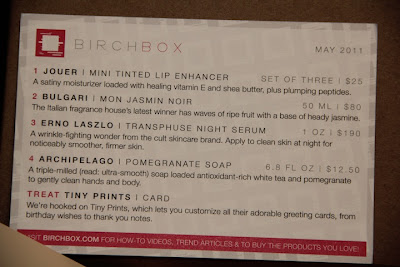 BIRCHBOX
MAY 2011
1 JOUER | MINI TINTED LIP ENHANCER SET OF THREE | $25
A satiny moisturizer loaded with healing vitamin E and shea butter, plus plumping peptides.
2 BULGARI | MON JASMIN NOIR 50 ML | $80
The Italian fragrance house's latest winner has waves of ripe fruit with a base of heady jasmine.
3 ERNO LASZLO | TRANSPHUSE NIGHT SERUM 1 OZ | $190
A wrinkle-fighting wonder from the cult skincare brand. Apply to clean skin at night for
noticeably smoother, firmer skin.
4 ARCHIPELAGO | POMEGRANATE SOAP 6.8 FL OZ | $12.50
A triple-milled (read: ultra-smooth) soap loaded antioxidant-rich white tea and pomegranate
to gently clean hands and body.
TREAT TINY PRINTS | CARD
We're hooked on Tiny Prints, which lets you customize all their adorable greeting cards, from
birthday wishes to thank you notes.
VISIT BIRCHBOX.COM FOR HOW-TO VIDEOS, TREND ARTICLES & TO BUY THE PRODUCTS YOU LOVE!